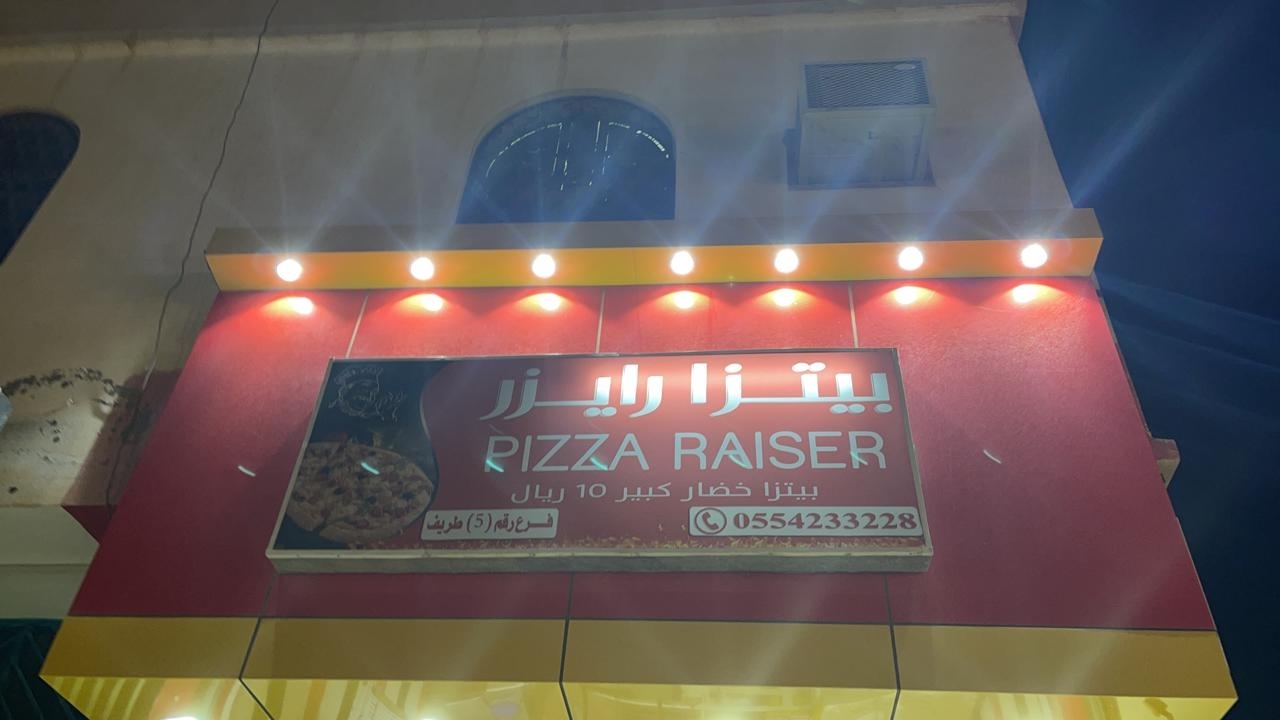 بيتزا رايزر
PIZZA RAISER
بيتزا خضار كبير 10 ريال
فرع رقم (5) طريف
0554233228